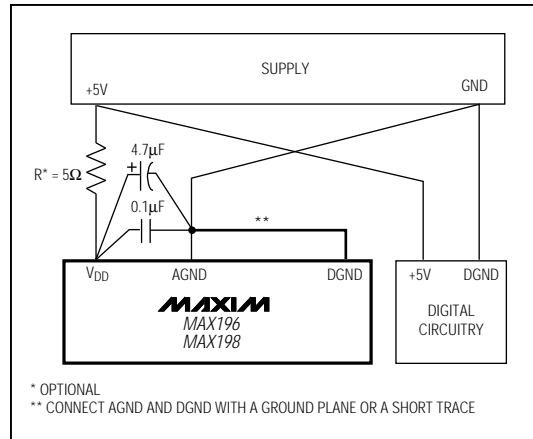 SUPPLY
+5V
GND
4.7µF
+
R* = 5Ω
0.1µF
**
VDD
AGND
DGND
+5V
DGND
MAXIM
MAX196
MAX198
DIGITAL
CIRCUITRY
* OPTIONAL
** CONNECT AGND AND DGND WITH A GROUND PLANE OR A SHORT TRACE